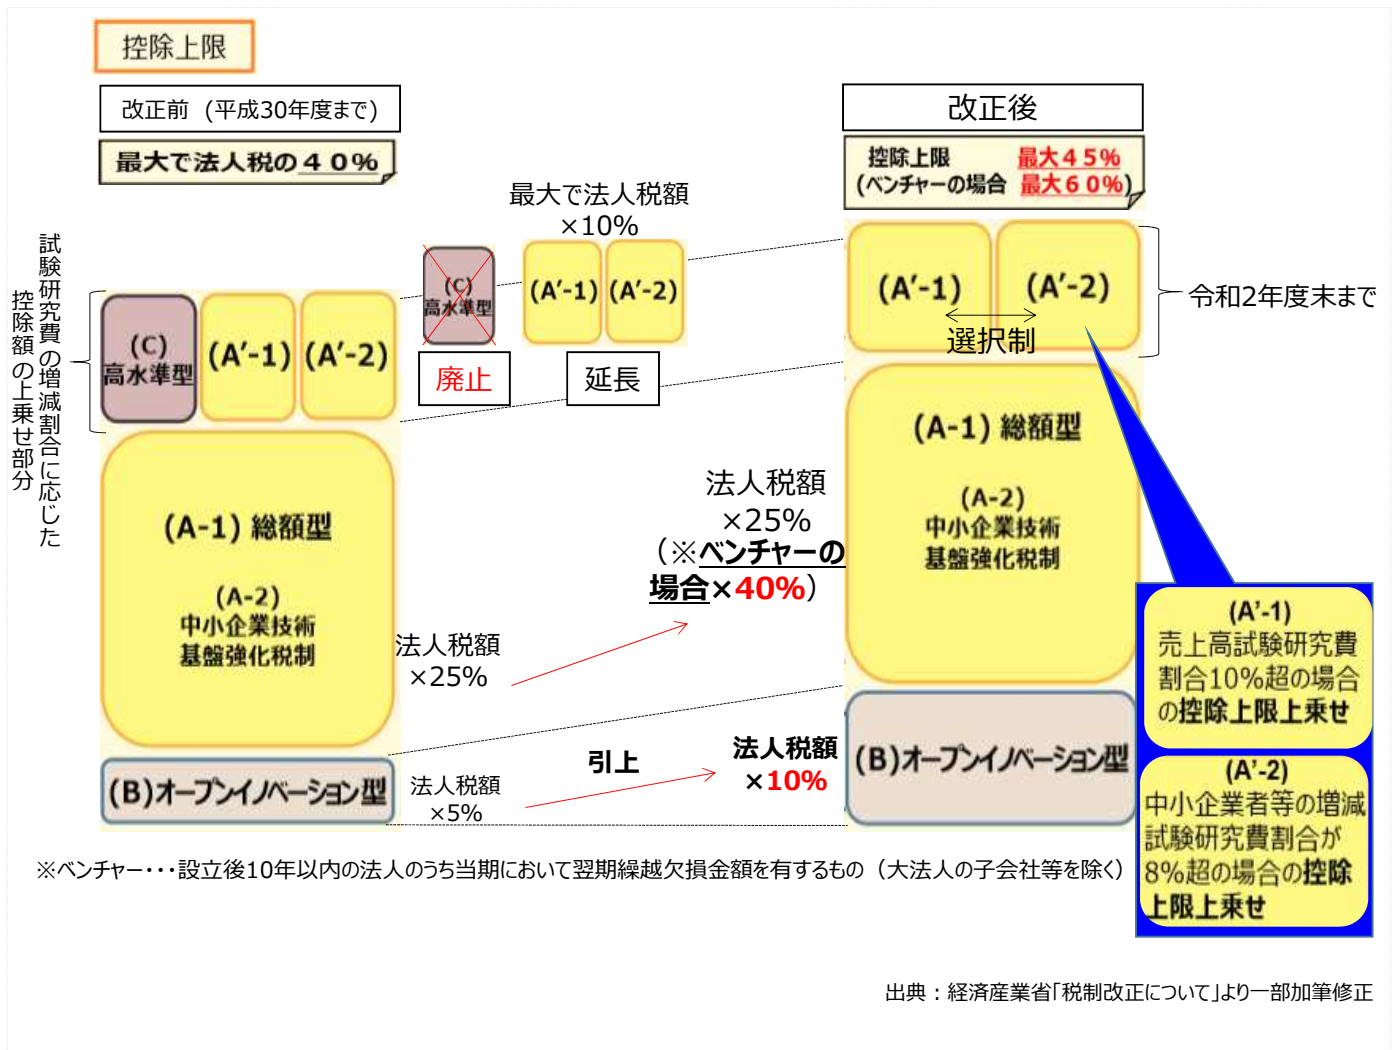 控除上限
改正前 (平成30年度まで)
最大で法人税の４０％
改正後
控除上限 最大４５％
(ベンチャーの場合 最大６０％)
試験研究費の増減割合に応じた
控除額の上乗せ部分
(C)
高水準型
(A′-1)
(A′-2)
最大で法人税額
×10%
(C)
高水準型
(A′-1)
(A′-2)
廃止
延長
(A′-1)
(A′-2)
選択制
令和2年度末まで
(A-1) 総額型
(A-2)
中小企業技術
基盤強化税制
法人税額
×25%
法人税額
×25%
（※ベンチャーの
場合×40%）
(A-1) 総額型
(A-2)
中小企業技術
基盤強化税制
(B)オープンイノベーション型
法人税額
×5%
引上
法人税額
×10%
(B)オープンイノベーション型
(A’-1)
売上高試験研究費
割合10%超の場合
の控除上限上乗せ
(A’-2)
中小企業者等の増減
試験研究費割合が
8%超の場合の控除
上限上乗せ
※ベンチャー・・・設立後10年以内の法人のうち当期において翌期繰越欠損金額を有するもの（大法人の子会社等を除く）
出典：経済産業省「税制改正について」より一部加筆修正